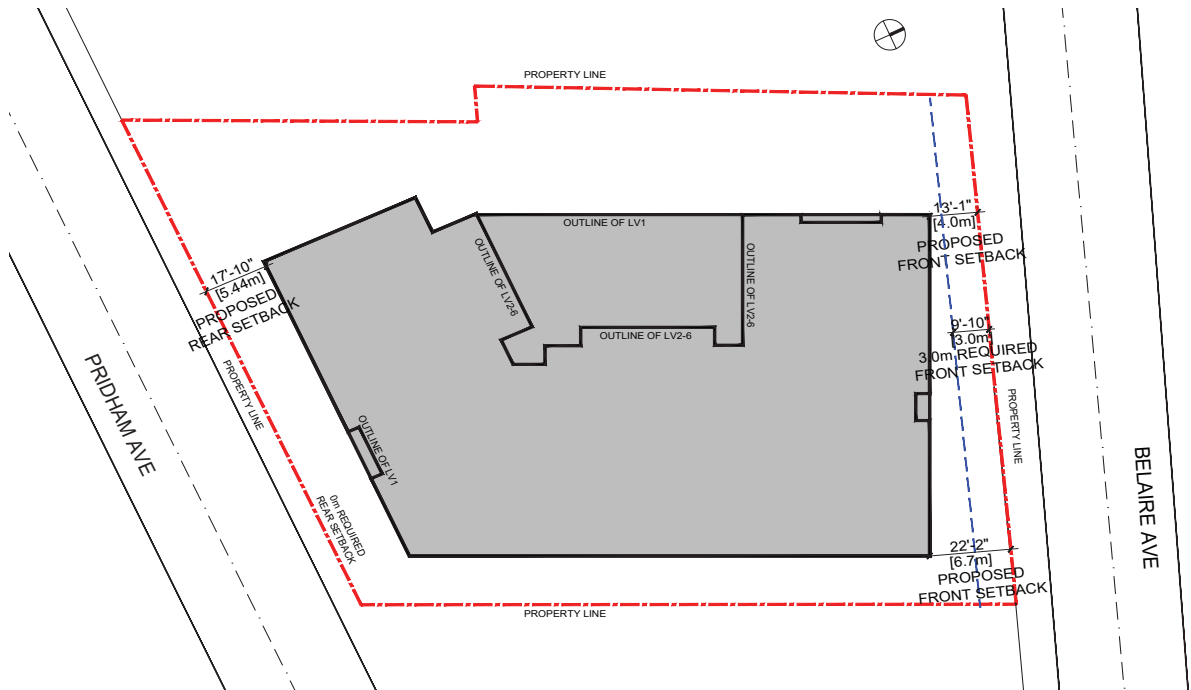 PROPERTY LINE
13'-1"
[4.0m]
PROPOSED
FRONT SETBACK
OUTLINE OF LV1
OUTLINE OF LV2-6
OUTLINE OF LV2-6
OUTLINE OF LV2-6
17'-10"
[5.44m]
PROPOSED
REAR SETBACK
9'-10"
[3.0m]
3.0m REQUIRED
FRONT SETBACK
PRIDHAM AVE
PROPERTY LINE
OUTLINE OF LV1
PROPERTY LINE
BELAIRE AVE
0m REQUIRED
REAR SETBACK
22'-2"
[6.7m]
PROPOSED
FRONT SETBACK
PROPERTY LINE